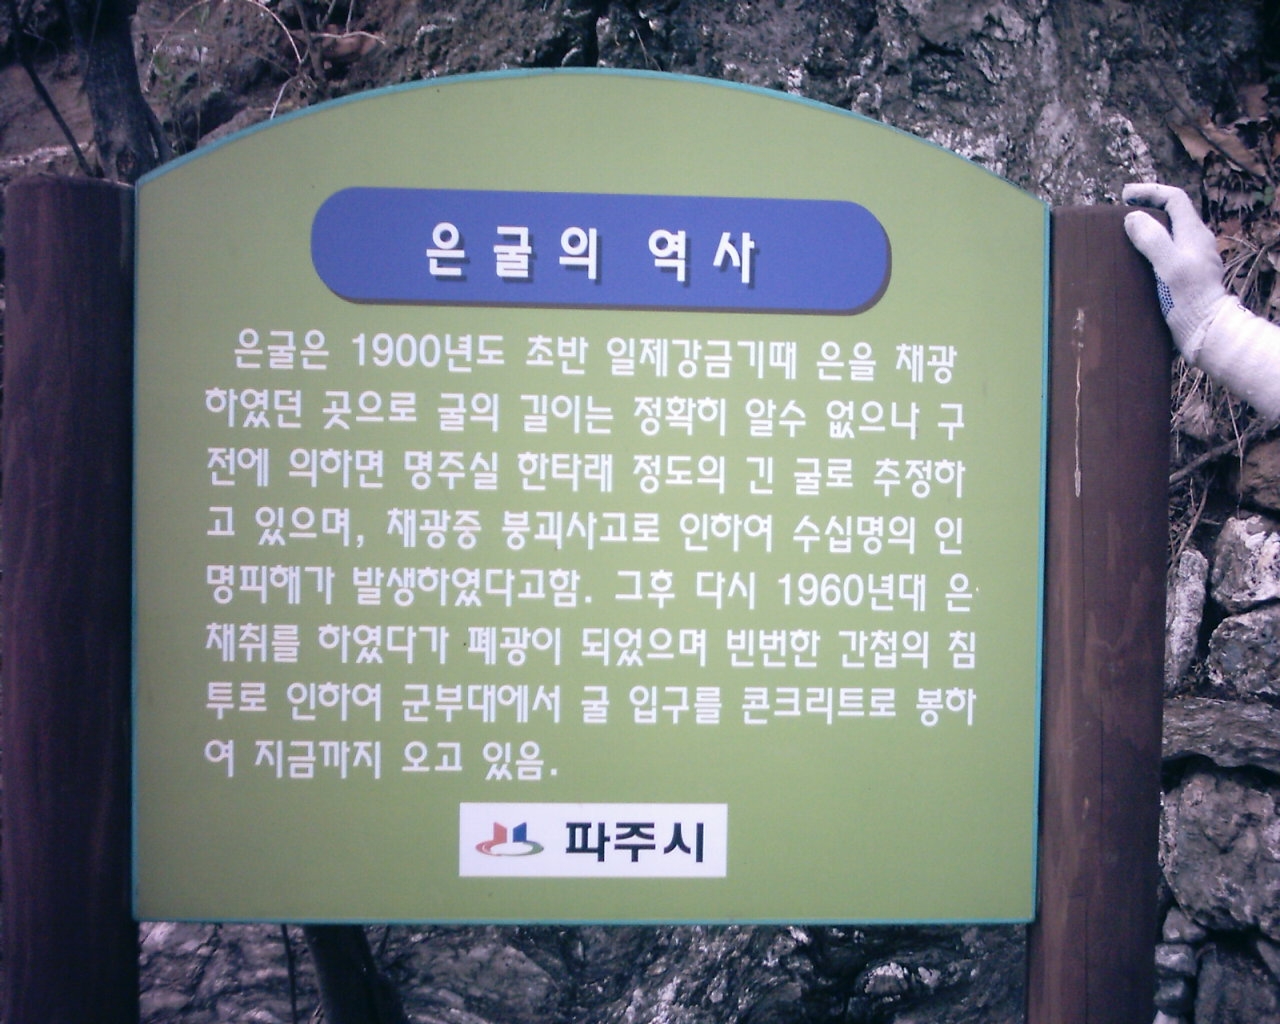 은굴의 역사
은굴은 1900년도 초반 일제강금기때 은을 채광
하였던 곳으로 굴의 길이는 정확히 알수 없으나 구
전에 의하면 명주실 한타래 정도의 긴 굴로 추정하
고 있으며, 채광중 붕괴사고로 인하여 수십명의 인
명피해가 발생하였다고함. 그후 다시 1960년대 은
채취를 하였다가 폐광이 되었으며 빈번한 간첩의 침
투로 인하여 군부대에서 굴 입구를 콘크리트로 봉하
여 지금까지 오고 있음.
파주시